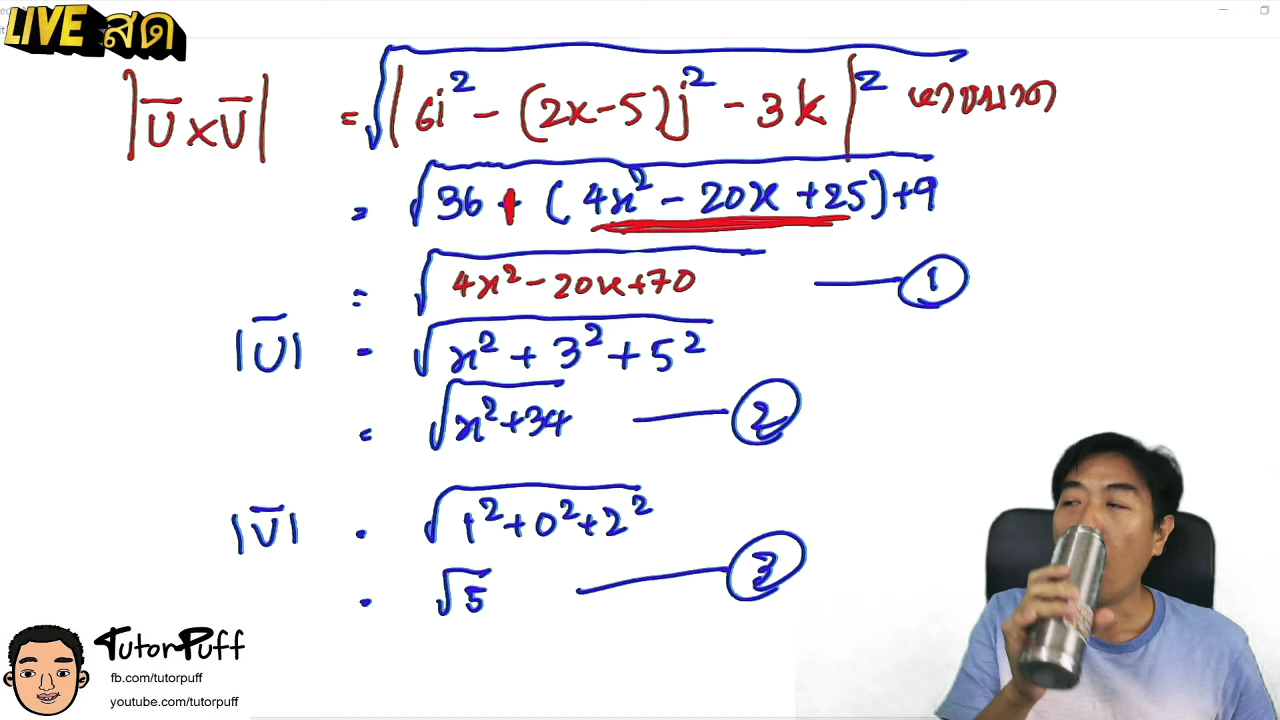 LIVE สด
|U̅ × U̅| = √|6i² - (2x-5)j² - 3k|² หาขนาด
= √36 + (4x² - 20x + 25) + 9
= √4x² - 20x + 70 —— ①
|U̅| = √x² + 3² + 5²
= √x² + 34 —— ②
|V̅| = √1² + 0² + 2²
= √5 —— ③
TutorPuff
fb.com/tutorpuff
youtube.com/tutorpuff